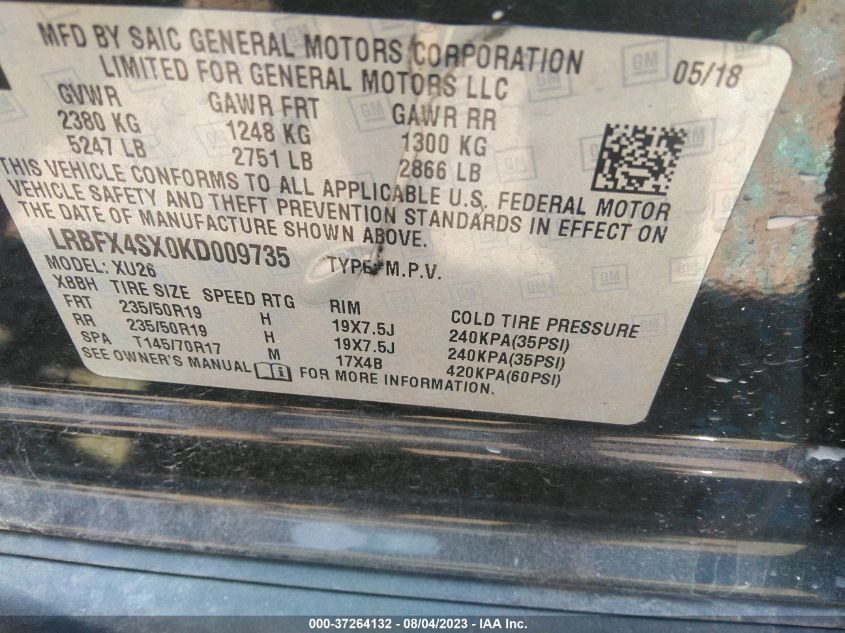 MFD BY SAIC GENERAL MOTORS CORPORATION
LIMITED FOR GENERAL MOTORS LLC
05/18
GVWR GAWR FRT GAWR RR
2380 KG 1248 KG 1300 KG
5247 LB 2751 LB 2866 LB
THIS VEHICLE CONFORMS TO ALL APPLICABLE U.S. FEDERAL MOTOR
VEHICLE SAFETY AND THEFT PREVENTION STANDARDS IN EFFECT ON
THE DATE OF MANUFACTURE SHOWN ABOVE.
LRBFX4SX0KD009735 TYPE: M.P.V.
MODEL: XU26
XBBH TIRE SIZE SPEED RTG RIM COLD TIRE PRESSURE
FRT 235/50R19 H 19X7.5J 240KPA(35PSI)
RR 235/50R19 H 19X7.5J 240KPA(35PSI)
SPA T145/70R17 M 17X4B 420KPA(60PSI)
SEE OWNER'S MANUAL FOR MORE INFORMATION.
000-37264132 - 08/04/2023 - IAA Inc.